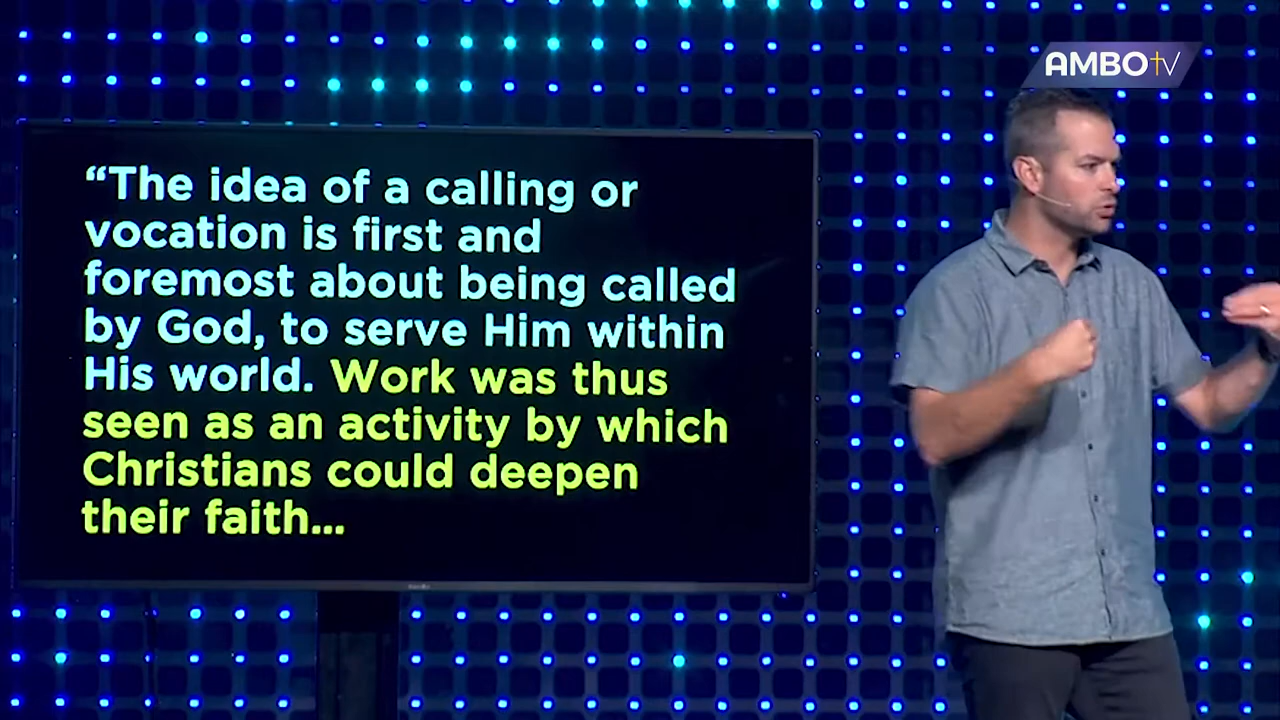 AMBOtv
“The idea of a calling or
vocation is first and
foremost about being called
by God, to serve Him within
His world. Work was thus
seen as an activity by which
Christians could deepen
their faith...